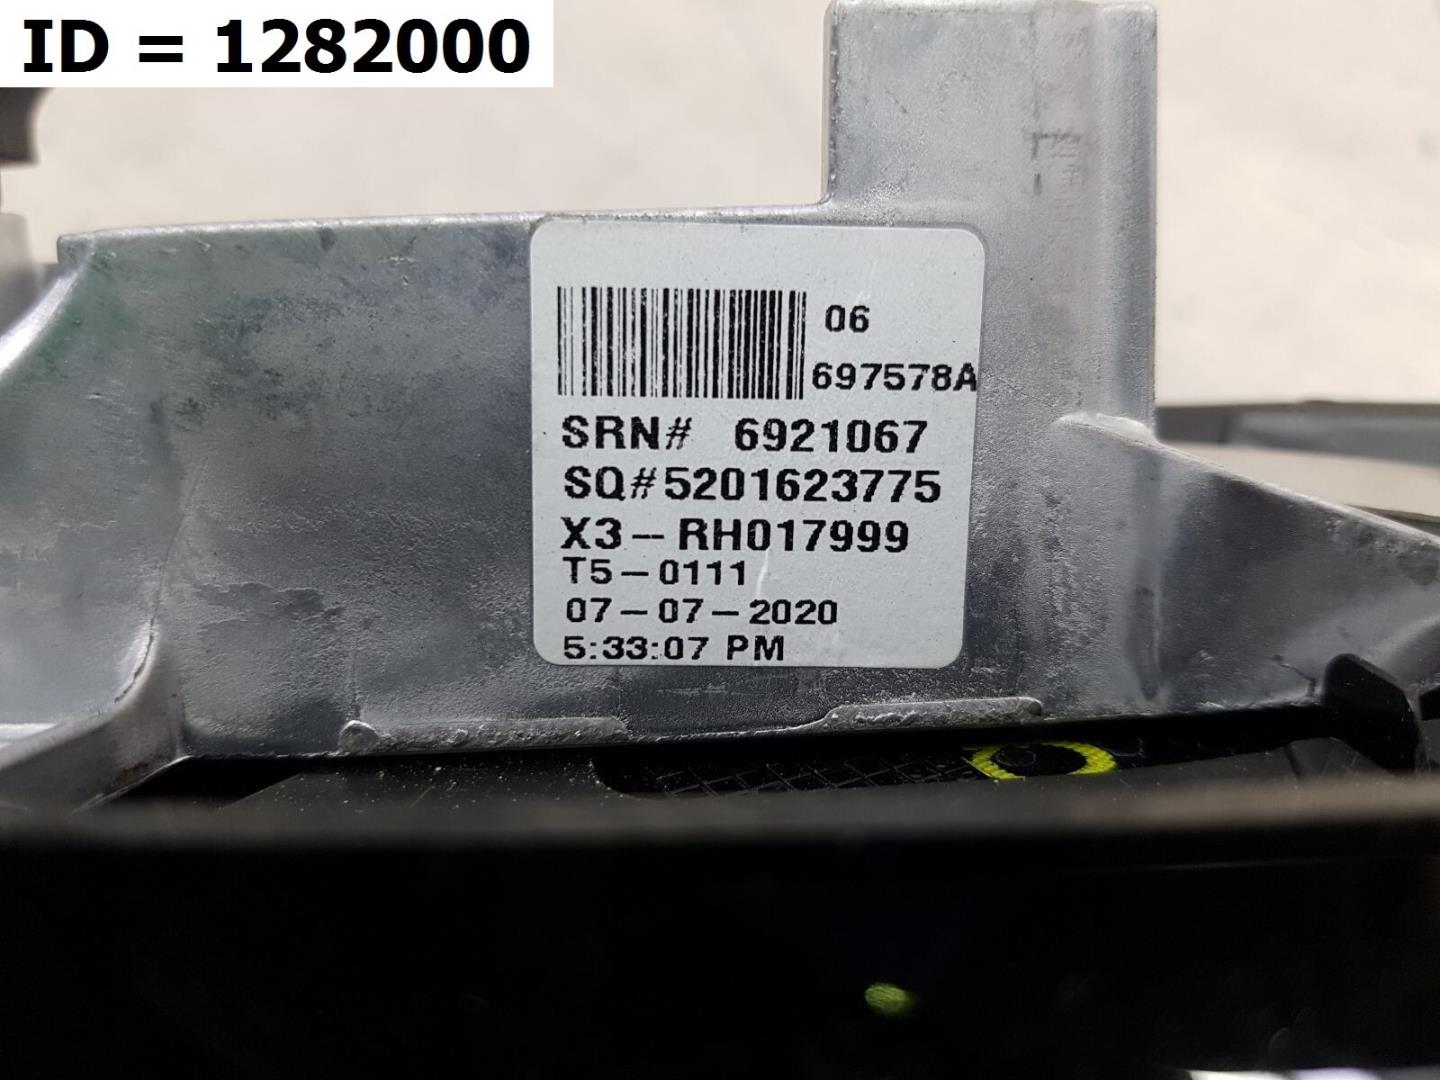 ID = 1282000
06
697578A
SRN# 6921067
SQ#5201623775
X3-RH017999
T5-0111
07-07-2020
5:33:07 PM